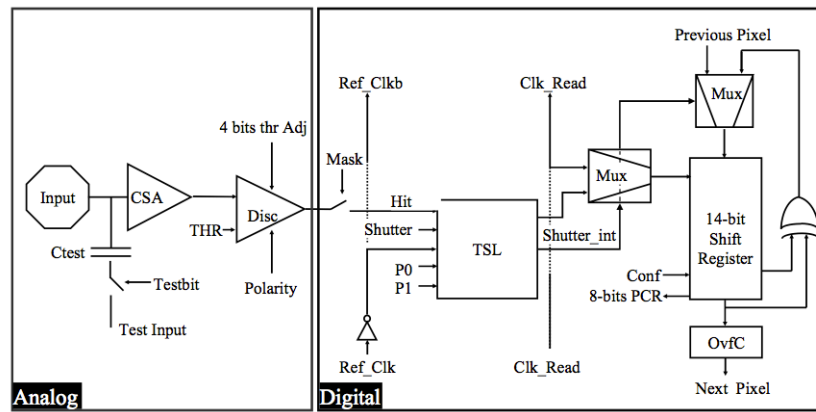 Previous Pixel
Mux
Ref_Clkb
Clk_Read
4 bits thr Adj
Mask
Input
CSA
Disc
Hit
Mux
THR
Shutter
TSL
Shutter_int
14-bit
Shift
Register
Ctest
Testbit
Polarity
P0
P1
Conf
8-bits PCR
Test Input
OvfC
Ref_Clk
Clk_Read
Next Pixel
Analog
Digital